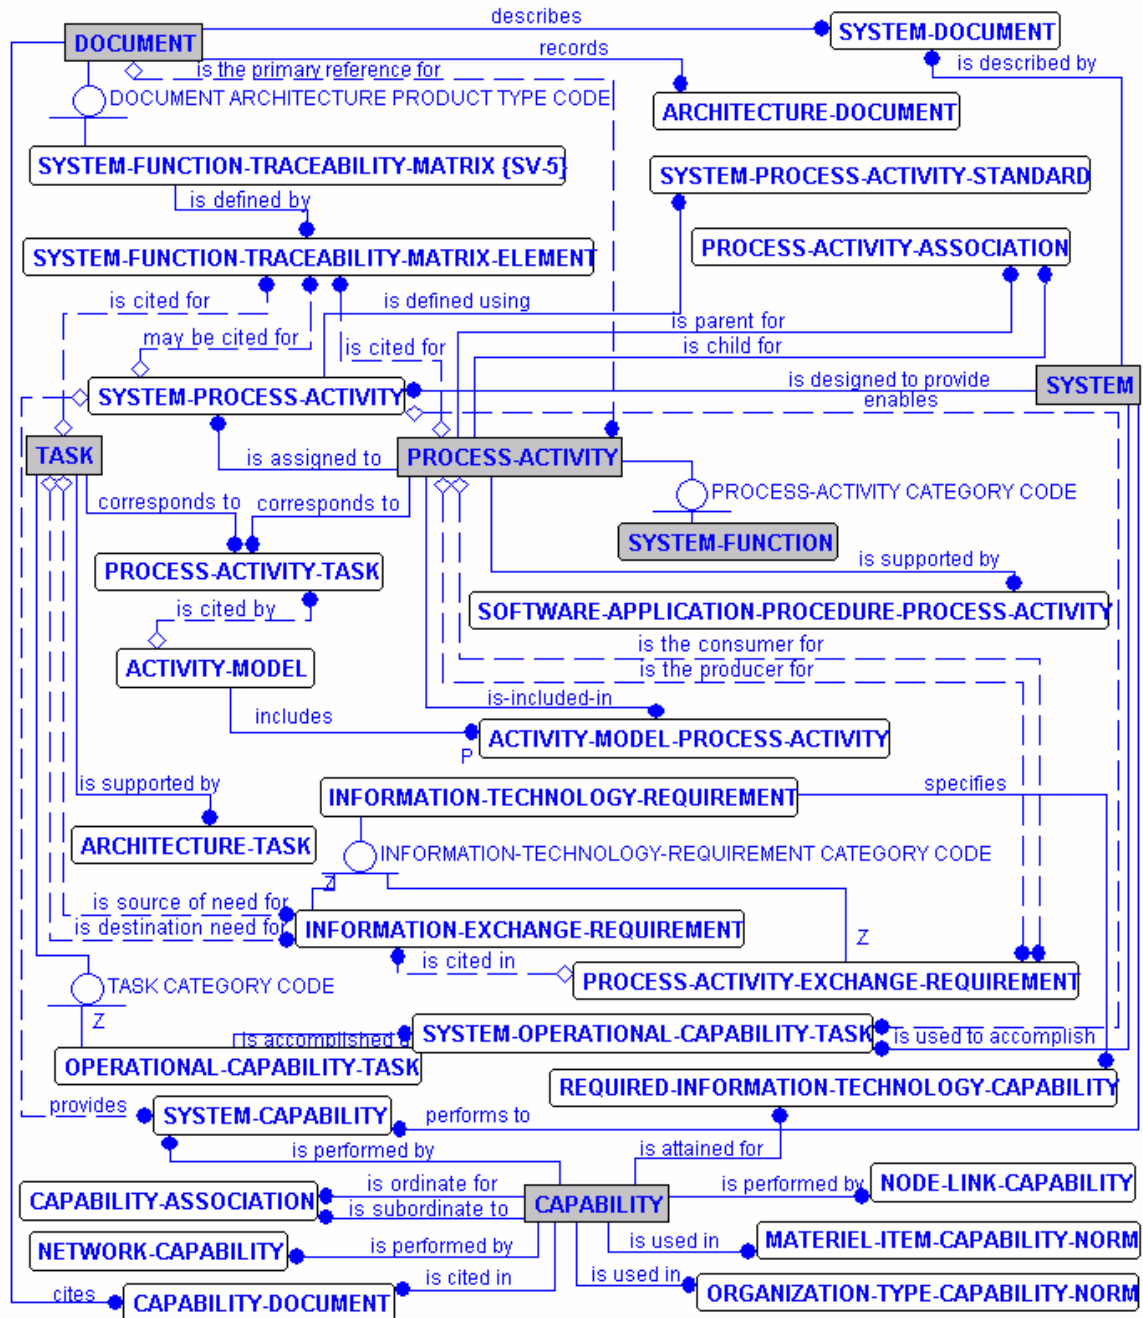 describes
SYSTEM-DOCUMENT
DOCUMENT
records
is described by
is the primary reference for
DOCUMENT ARCHITECTURE PRODUCT TYPE CODE
ARCHITECTURE-DOCUMENT
SYSTEM-FUNCTION-TRACEABILITY-MATRIX {SV-5}
SYSTEM-PROCESS-ACTIVITY-STANDARD
is defined by
PROCESS-ACTIVITY-ASSOCIATION
SYSTEM-FUNCTION-TRACEABILITY-MATRIX-ELEMENT
is cited for
is defined using
may be cited for
is cited for
is parent for
is child for
SYSTEM-PROCESS-ACTIVITY
is designed to provide
SYSTEM
enables
TASK
is assigned to
PROCESS-ACTIVITY
corresponds to
corresponds to
PROCESS-ACTIVITY CATEGORY CODE
SYSTEM-FUNCTION
PROCESS-ACTIVITY-TASK
is supported by
is cited by
SOFTWARE-APPLICATION-PROCEDURE-PROCESS-ACTIVITY
is the consumer for
ACTIVITY-MODEL
is the producer for
is-included-in
includes
ACTIVITY-MODEL-PROCESS-ACTIVITY
P
is supported by
INFORMATION-TECHNOLOGY-REQUIREMENT
specifies
ARCHITECTURE-TASK
INFORMATION-TECHNOLOGY-REQUIREMENT CATEGORY CODE
Z
is source of need for
is destination need for
INFORMATION-EXCHANGE-REQUIREMENT
Z
is cited in
PROCESS-ACTIVITY-EXCHANGE-REQUIREMENT
TASK CATEGORY CODE
Z
is accomplished
SYSTEM-OPERATIONAL-CAPABILITY-TASK
is used to accomplish
OPERATIONAL-CAPABILITY-TASK
REQUIRED-INFORMATION-TECHNOLOGY-CAPABILITY
provides
SYSTEM-CAPABILITY
performs to
is performed by
is attained for
CAPABILITY-ASSOCIATION
is ordinate for
is subordinate to
CAPABILITY
is performed by
NODE-LINK-CAPABILITY
NETWORK-CAPABILITY
is performed by
is used in
MATERIEL-ITEM-CAPABILITY-NORM
is cited in
is used in
cites
CAPABILITY-DOCUMENT
ORGANIZATION-TYPE-CAPABILITY-NORM